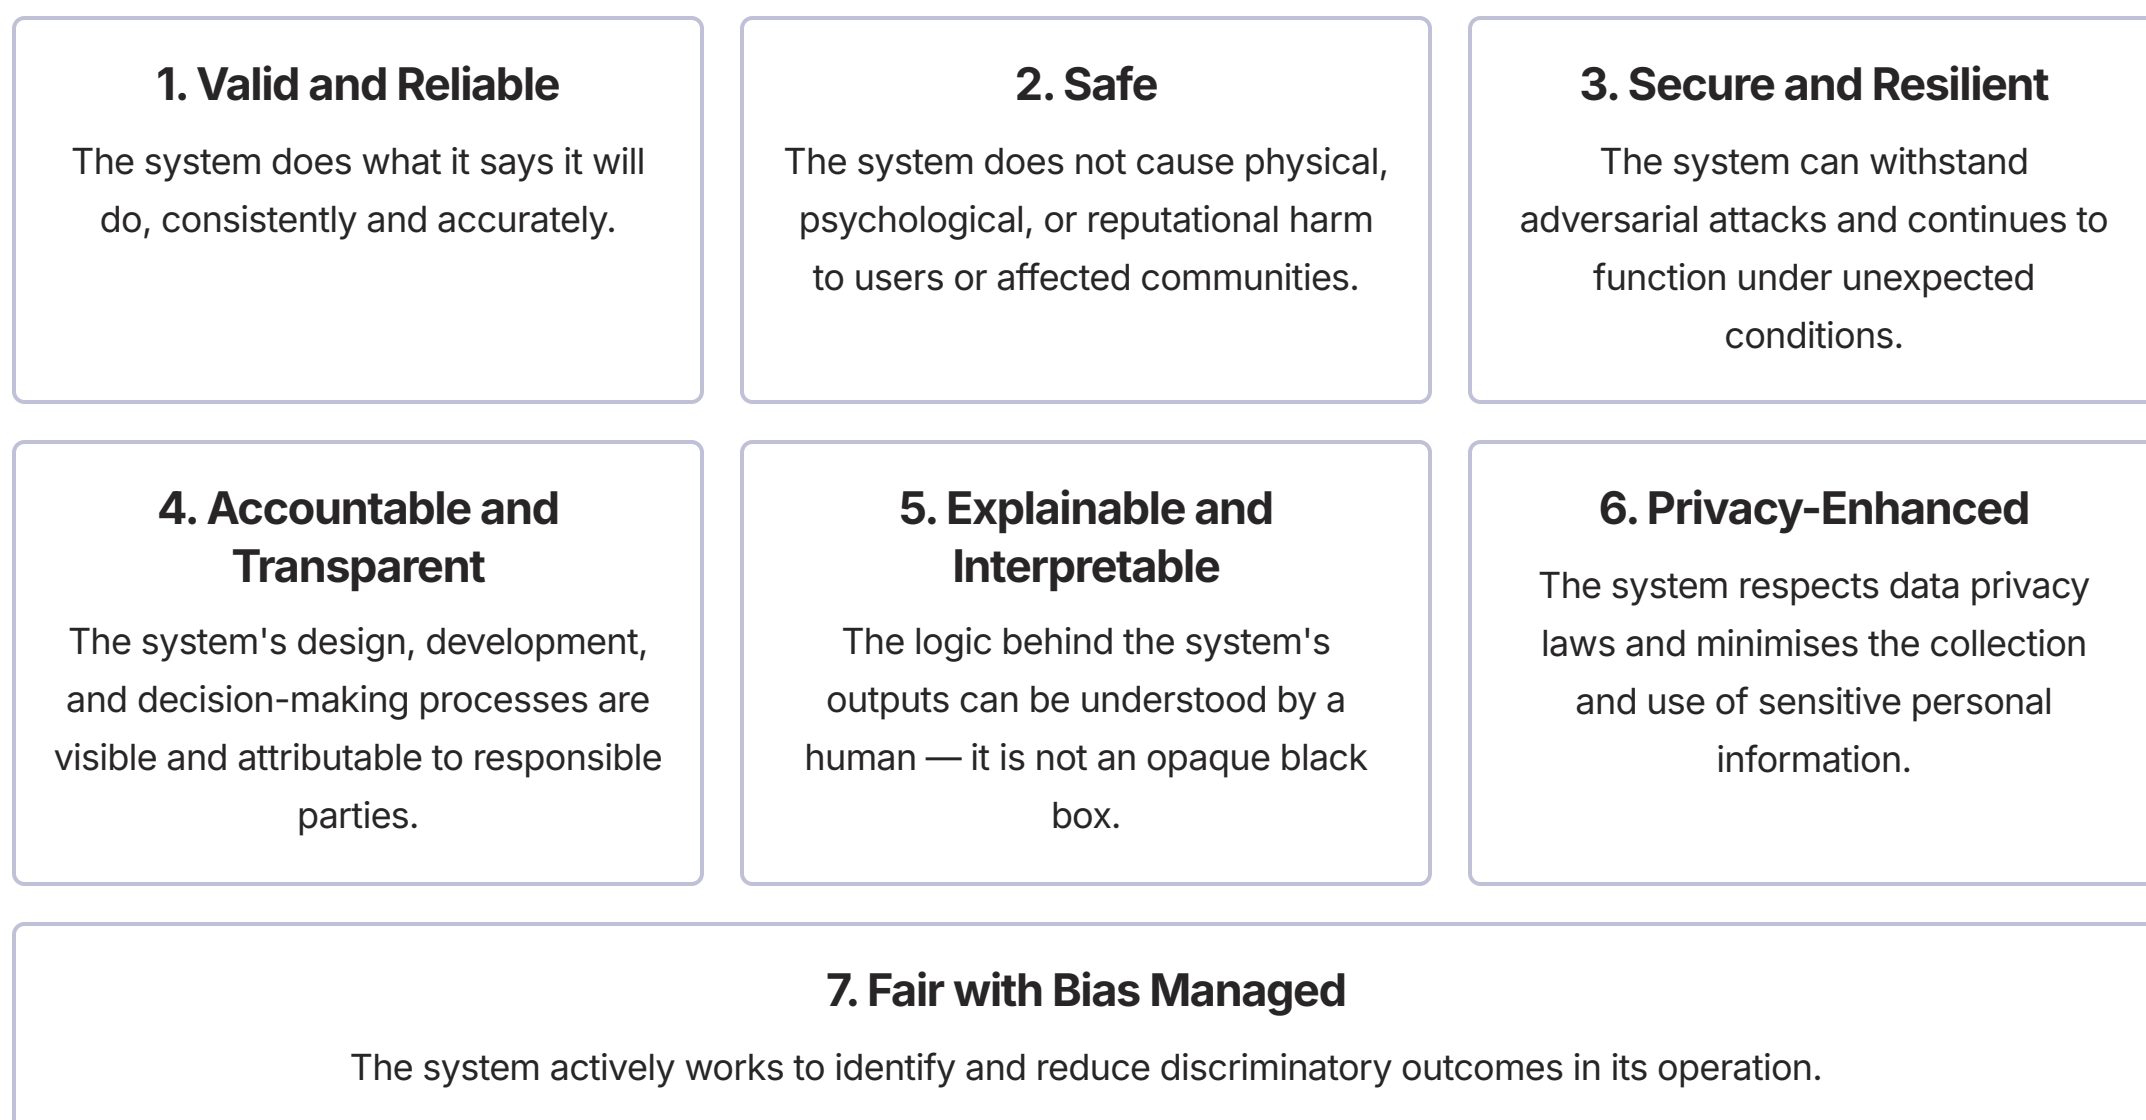 1. Valid and Reliable
The system does what it says it will
do, consistently and accurately.
2. Safe
The system does not cause physical,
psychological, or reputational harm
to users or affected communities.
3. Secure and Resilient
The system can withstand
adversarial attacks and continues to
function under unexpected
conditions.
4. Accountable and
Transparent
The system's design, development,
and decision-making processes are
visible and attributable to responsible
parties.
5. Explainable and
Interpretable
The logic behind the system's
outputs can be understood by a
human — it is not an opaque black
box.
6. Privacy-Enhanced
The system respects data privacy
laws and minimises the collection
and use of sensitive personal
information.
7. Fair with Bias Managed
The system actively works to identify and reduce discriminatory outcomes in its operation.